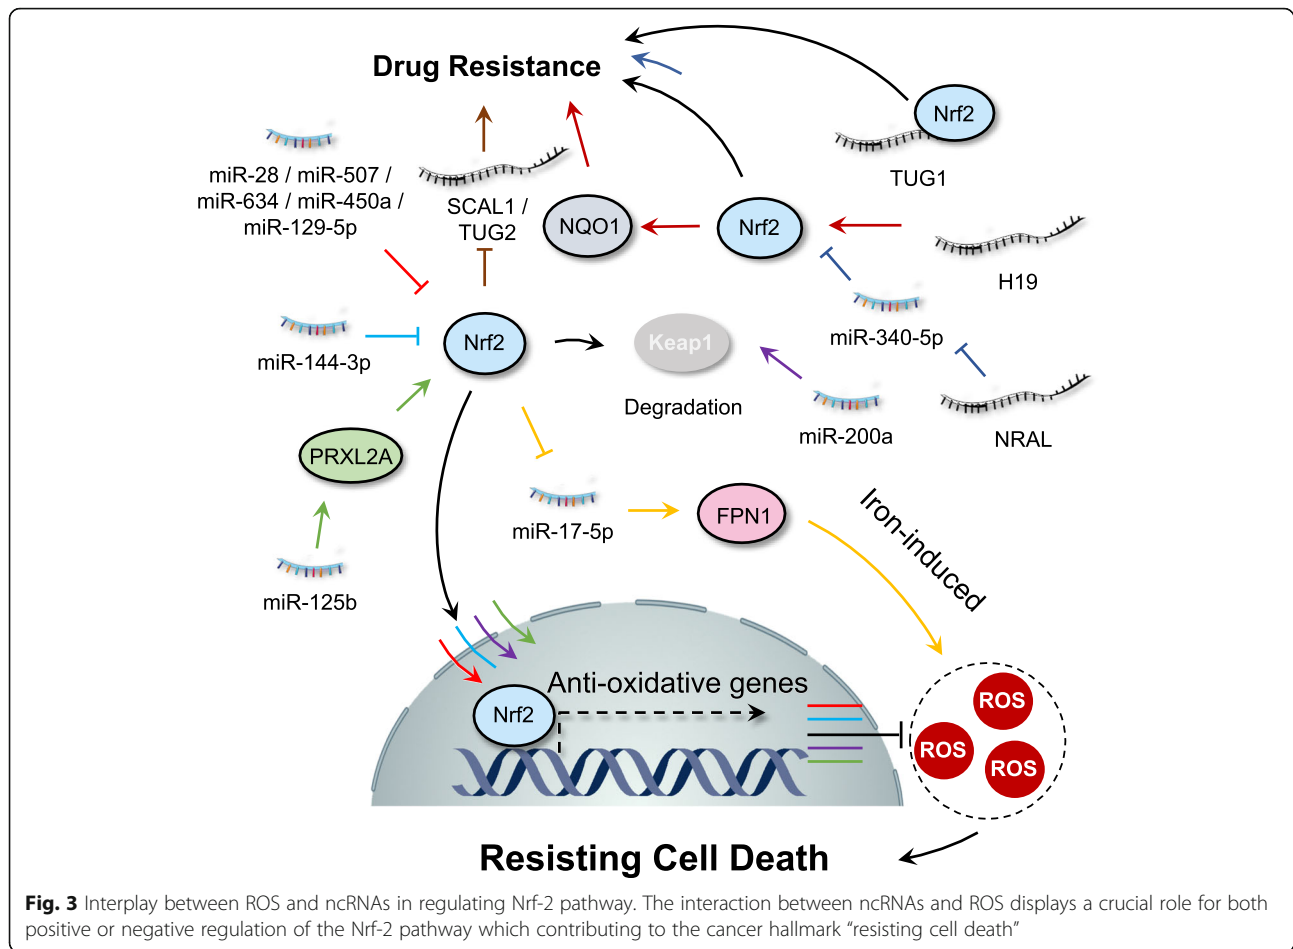 Drug Resistance
Nrf2
TUG1
miR-28 / miR-507 /
miR-634 / miR-450a /
miR-129-5p
SCAL1 /
TUG2
NQO1
Nrf2
H19
miR-340-5p
miR-144-3p
Nrf2
Keap1
Degradation
miR-200a
NRAL
PRXL2A
miR-17-5p
FPN1
Iron-induced
miR-125b
Anti-oxidative genes
Nrf2
ROS
ROS
ROS
Resisting Cell Death
Fig. 3 Interplay between ROS and ncRNAs in regulating Nrf-2 pathway. The interaction between ncRNAs and ROS displays a crucial role for both
positive or negative regulation of the Nrf-2 pathway which contributing to the cancer hallmark “resisting cell death”